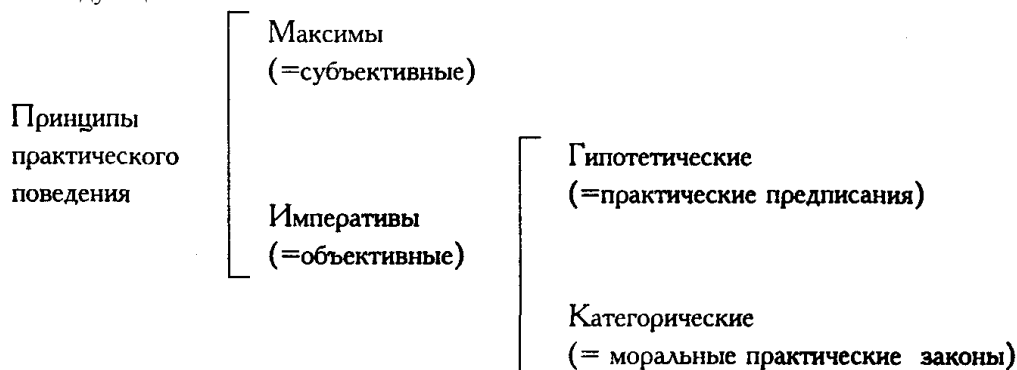 Максимы
(=субъективные)
Принципы
практического
поведения
Императивы
(=объективные)
Гипотетические
(=практические предписания)
Категорические
(= моральные практические законы)